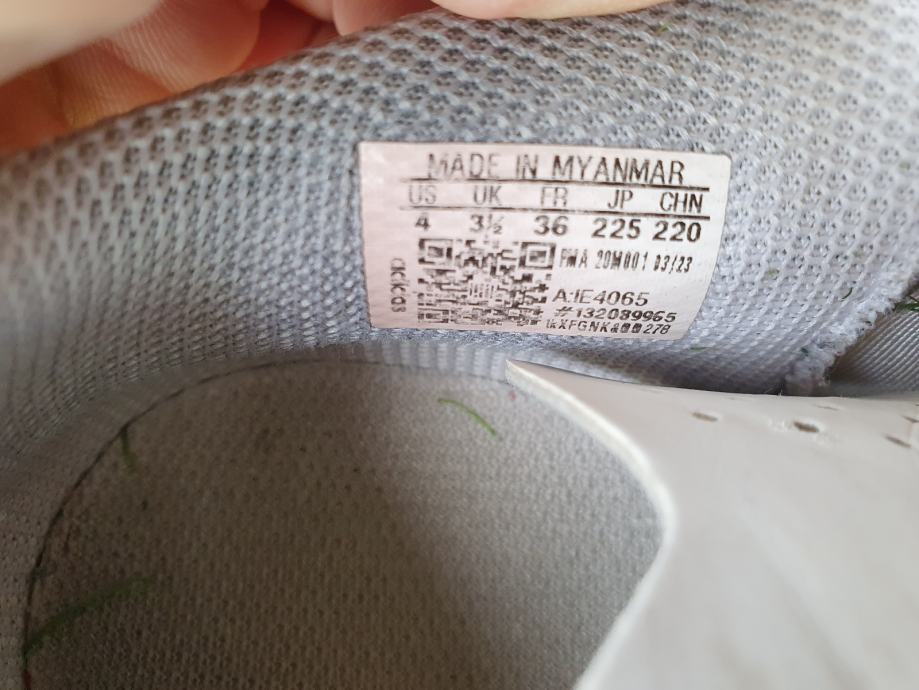 MADE IN MYANMAR
US UK FR JP CHN
4 3½ 36 225 220
20M001 03/23
A:IE4065
#132089965
278